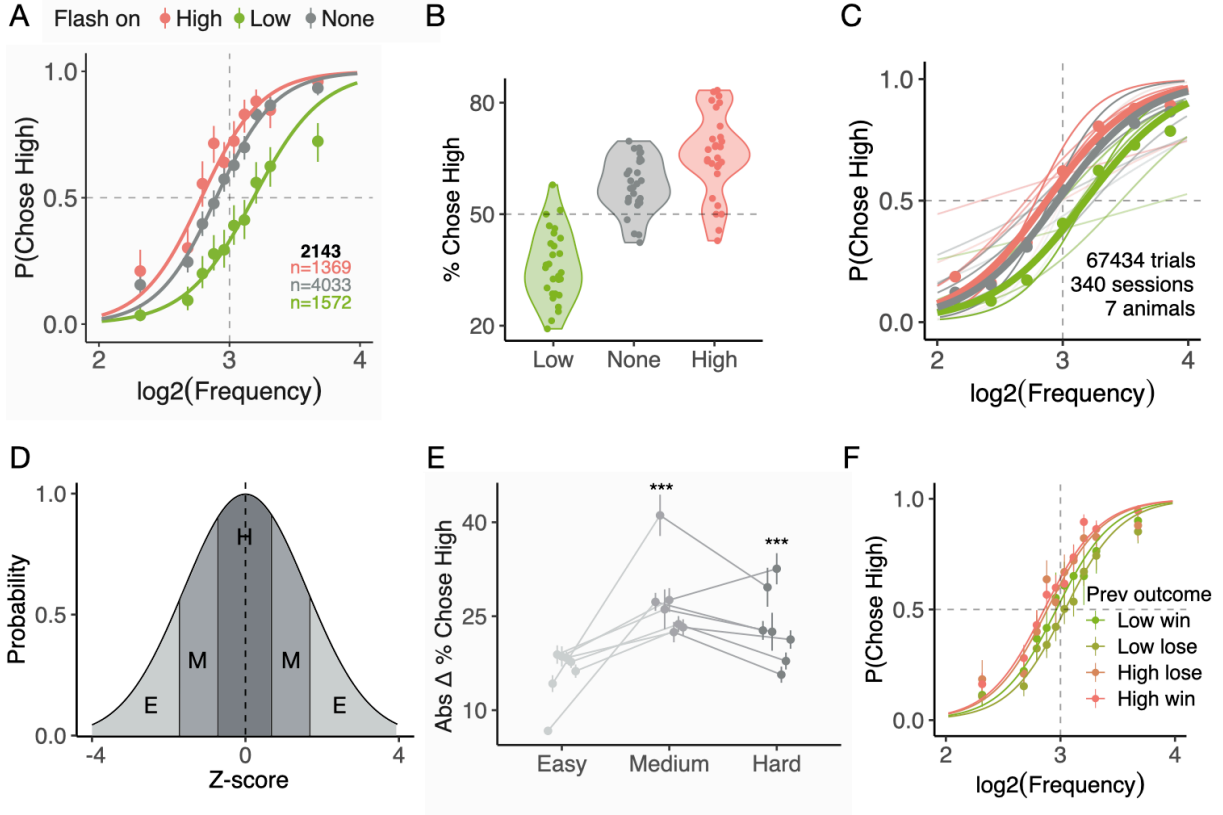 A
Flash on High Low None
P(Chose High)
1.0
0.5
0.0
2143
n=1369
n=4033
n=1572
2 3 4
log2(Frequency)
B
% Chose High
80
50
20
Low None High
C
P(Chose High)
1.0
0.5
0.0
67434 trials
340 sessions
7 animals
2 3 4
log2(Frequency)
D
Probability
1.0
0.5
0.0
H
M M
E E
-4 0 4
Z-score
E
Abs Δ % Chose High
40
25
10
***
***
Easy Medium Hard
F
P(Chose High)
1.0
0.5
0.0
Prev outcome
Low win
Low lose
High lose
High win
2 3 4
log2(Frequency)